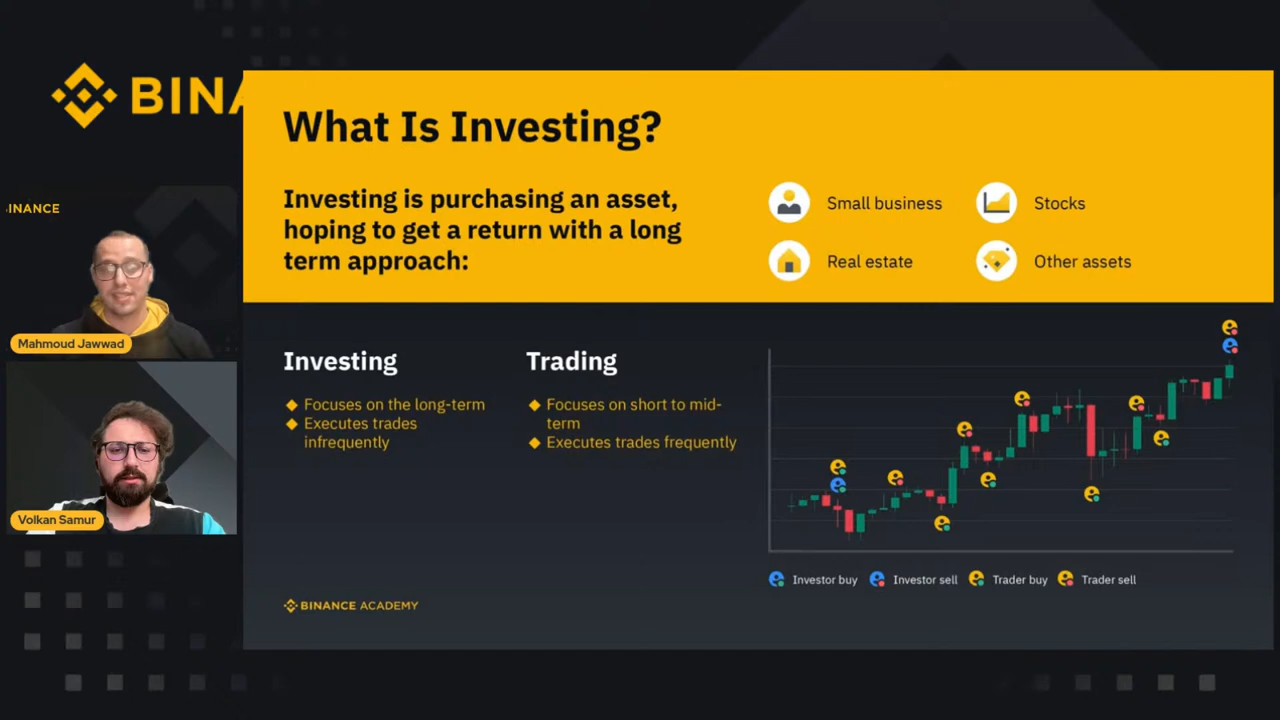 BINA
INANCE
Mahmoud Jawwad
Volkan Samur
What Is Investing?
Investing is purchasing an asset,
hoping to get a return with a long
term approach:
Small business
Stocks
Real estate
Other assets
Investing
Focuses on the long-term
Executes trades
infrequently
Trading
Focuses on short to mid-
term
Executes trades frequently
Investor buy
Investor sell
Trader buy
Trader sell
BINANCE ACADEMY